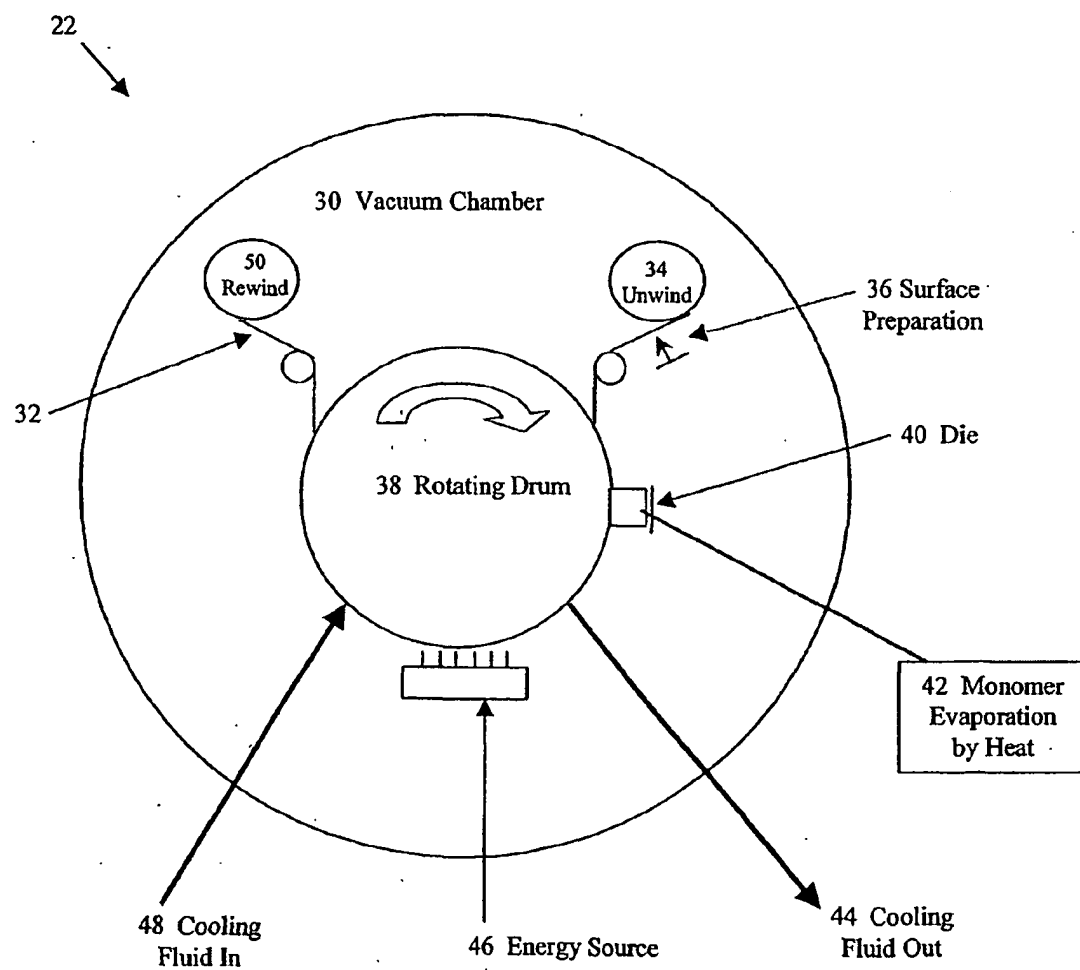 22
30 Vacuum Chamber
50
Rewind
34
Unwind
36 Surface
Preparation
32
40 Die
38 Rotating Drum
42 Monomer
Evaporation
by Heat
48 Cooling
Fluid In
46 Energy Source
44 Cooling
Fluid Out